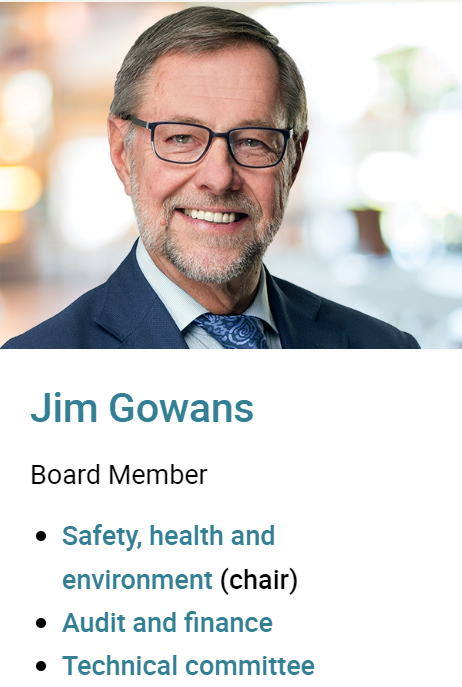 Jim Gowans
Board Member
Safety, health and
environment (chair)
Audit and finance
Technical committee